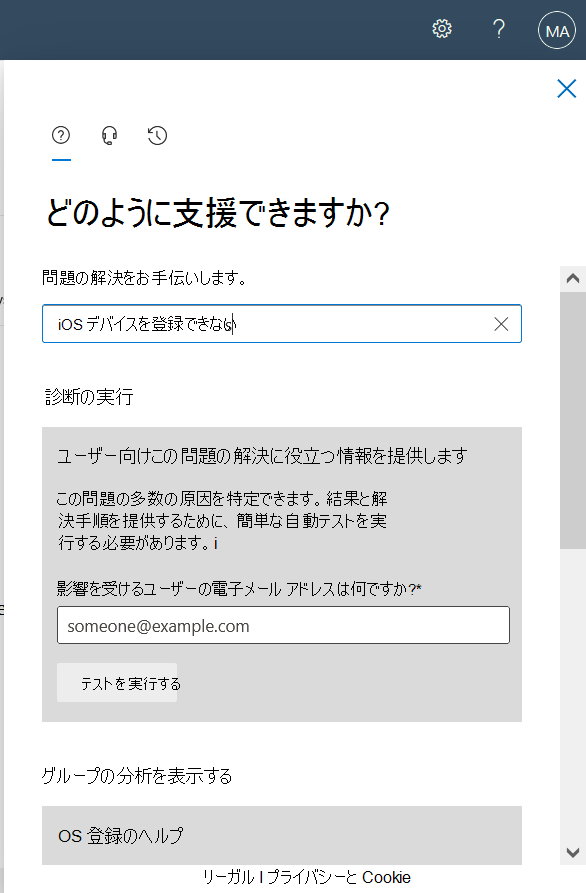 MA
どのように支援できますか?
問題の解決をお手伝いします。
iOS デバイスを登録できない
診断の実行
ユーザー向けこの問題の解決に役立つ情報を提供します
この問題の多数の原因を特定できます。結果と解
決手順を提供するために、簡単な自動テストを実
行する必要があります。i
影響を受けるユーザーの電子メール アドレスは何ですか?*
someone@example.com
テストを実行する
グループの分析を表示する
OS 登録のヘルプ
リーガル I プライバシーと Cookie